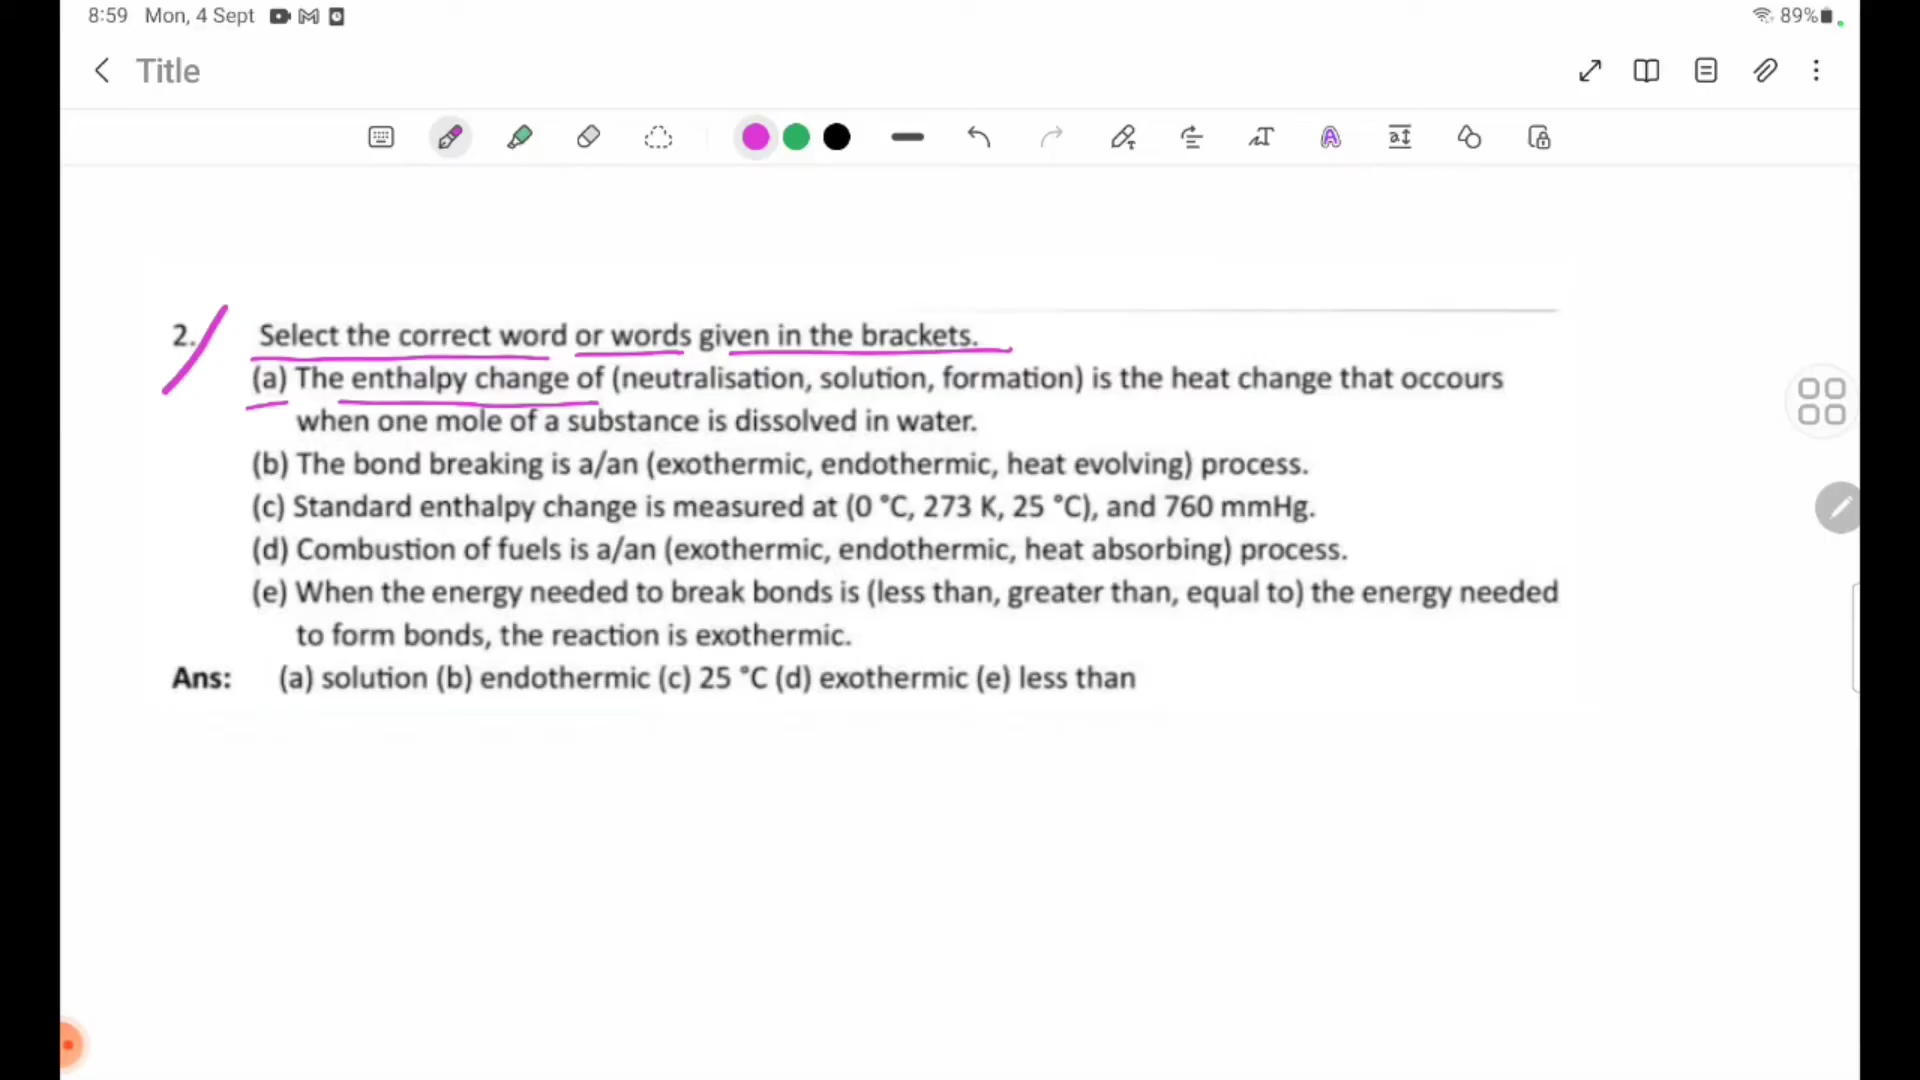 8:59 Mon, 4 Sept
89%
Title
2. Select the correct word or words given in the brackets.
(a) The enthalpy change of (neutralisation, solution, formation) is the heat change that occours
when one mole of a substance is dissolved in water.
(b) The bond breaking is a/an (exothermic, endothermic, heat evolving) process.
(c) Standard enthalpy change is measured at (0 °C, 273 K, 25 °C), and 760 mmHg.
(d) Combustion of fuels is a/an (exothermic, endothermic, heat absorbing) process.
(e) When the energy needed to break bonds is (less than, greater than, equal to) the energy needed
to form bonds, the reaction is exothermic.
Ans: (a) solution (b) endothermic (c) 25 °C (d) exothermic (e) less than